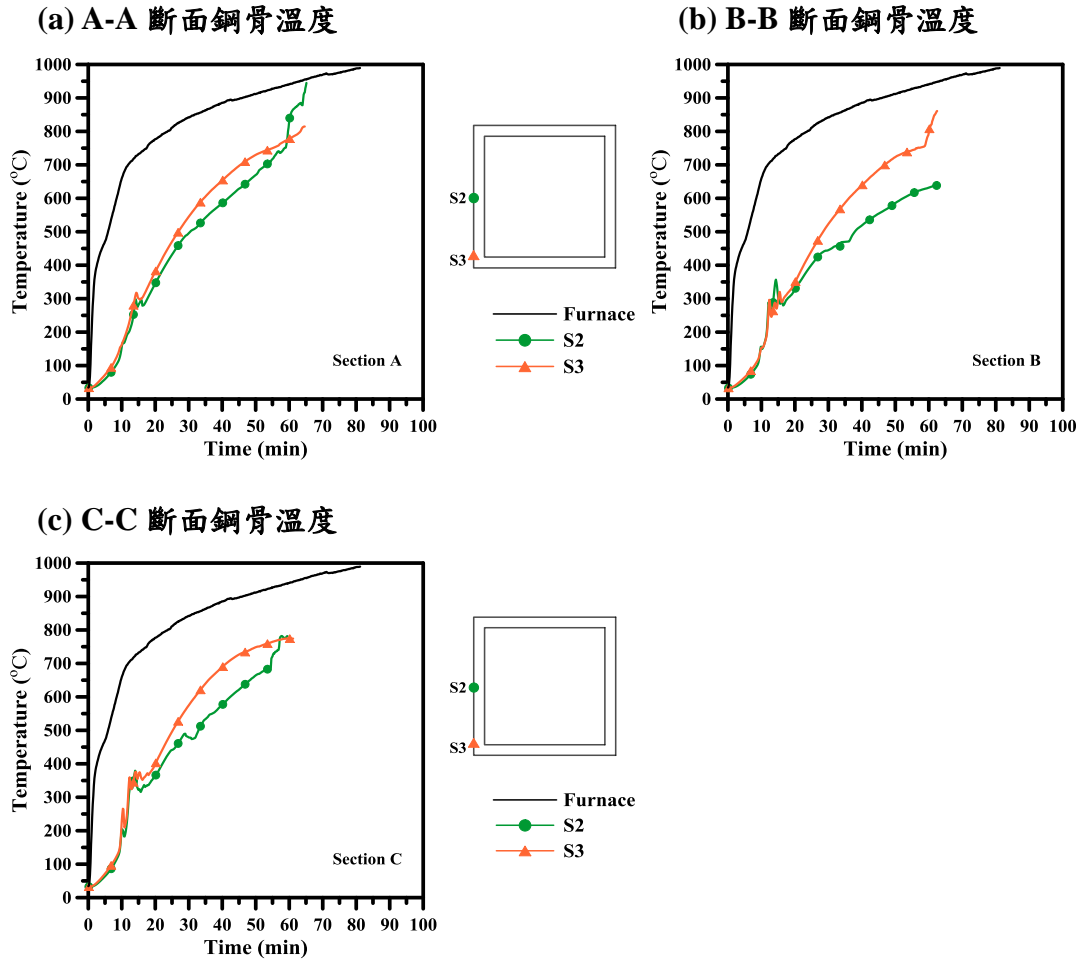 (a) A-A 斷面鋼骨溫度
1000
900
800
700
600
500
400
300
200
100
0
Temperature (°C)
0 10 20 30 40 50 60 70 80 90 100
Time (min)
Section A
S2
S3
Furnace
S2
S3
(b) B-B 斷面鋼骨溫度
1000
900
800
700
600
500
400
300
200
100
0
Temperature (°C)
0 10 20 30 40 50 60 70 80 90 100
Time (min)
Section B
(c) C-C 斷面鋼骨溫度
1000
900
800
700
600
500
400
300
200
100
0
Temperature (°C)
0 10 20 30 40 50 60 70 80 90 100
Time (min)
Section C
S2
S3
Furnace
S2
S3